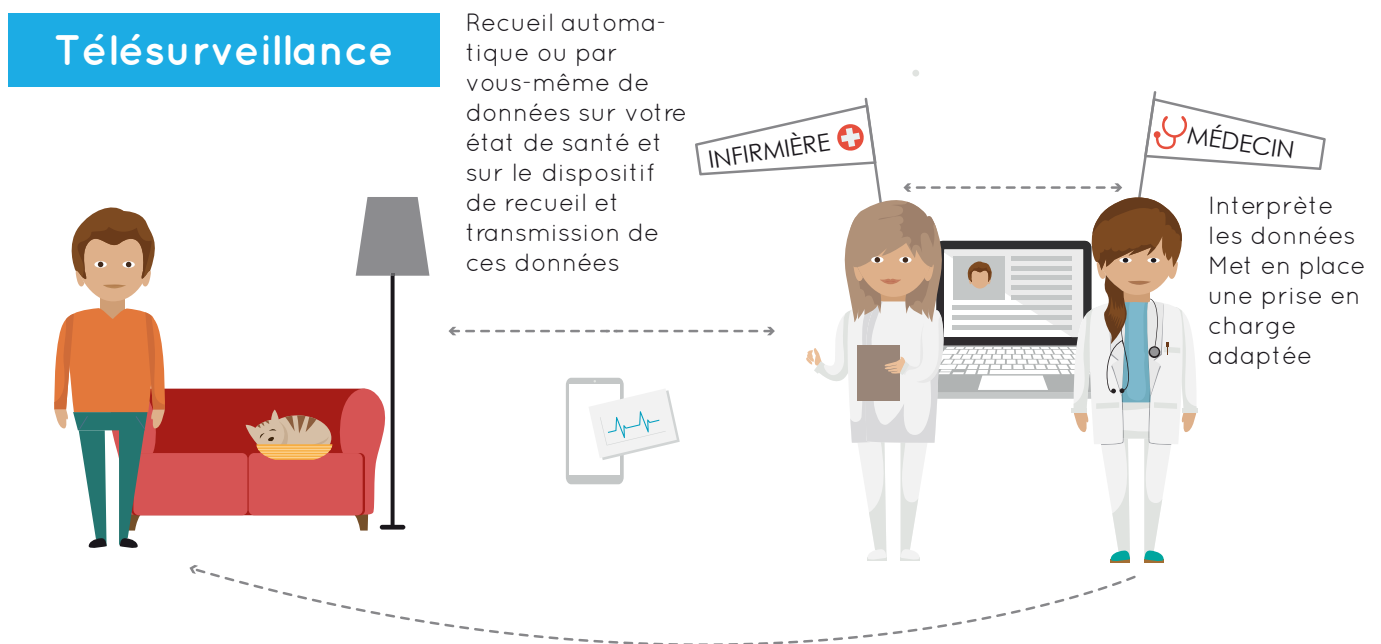 Télésurveillance
Recueil automa-
tique ou par
vous-même de
données sur votre
état de santé et
sur le dispositif
de recueil et
transmission de
ces données
INFIRMIÈRE
MÉDECIN
Interprète
les données
Met en place
une prise en
charge
adaptée